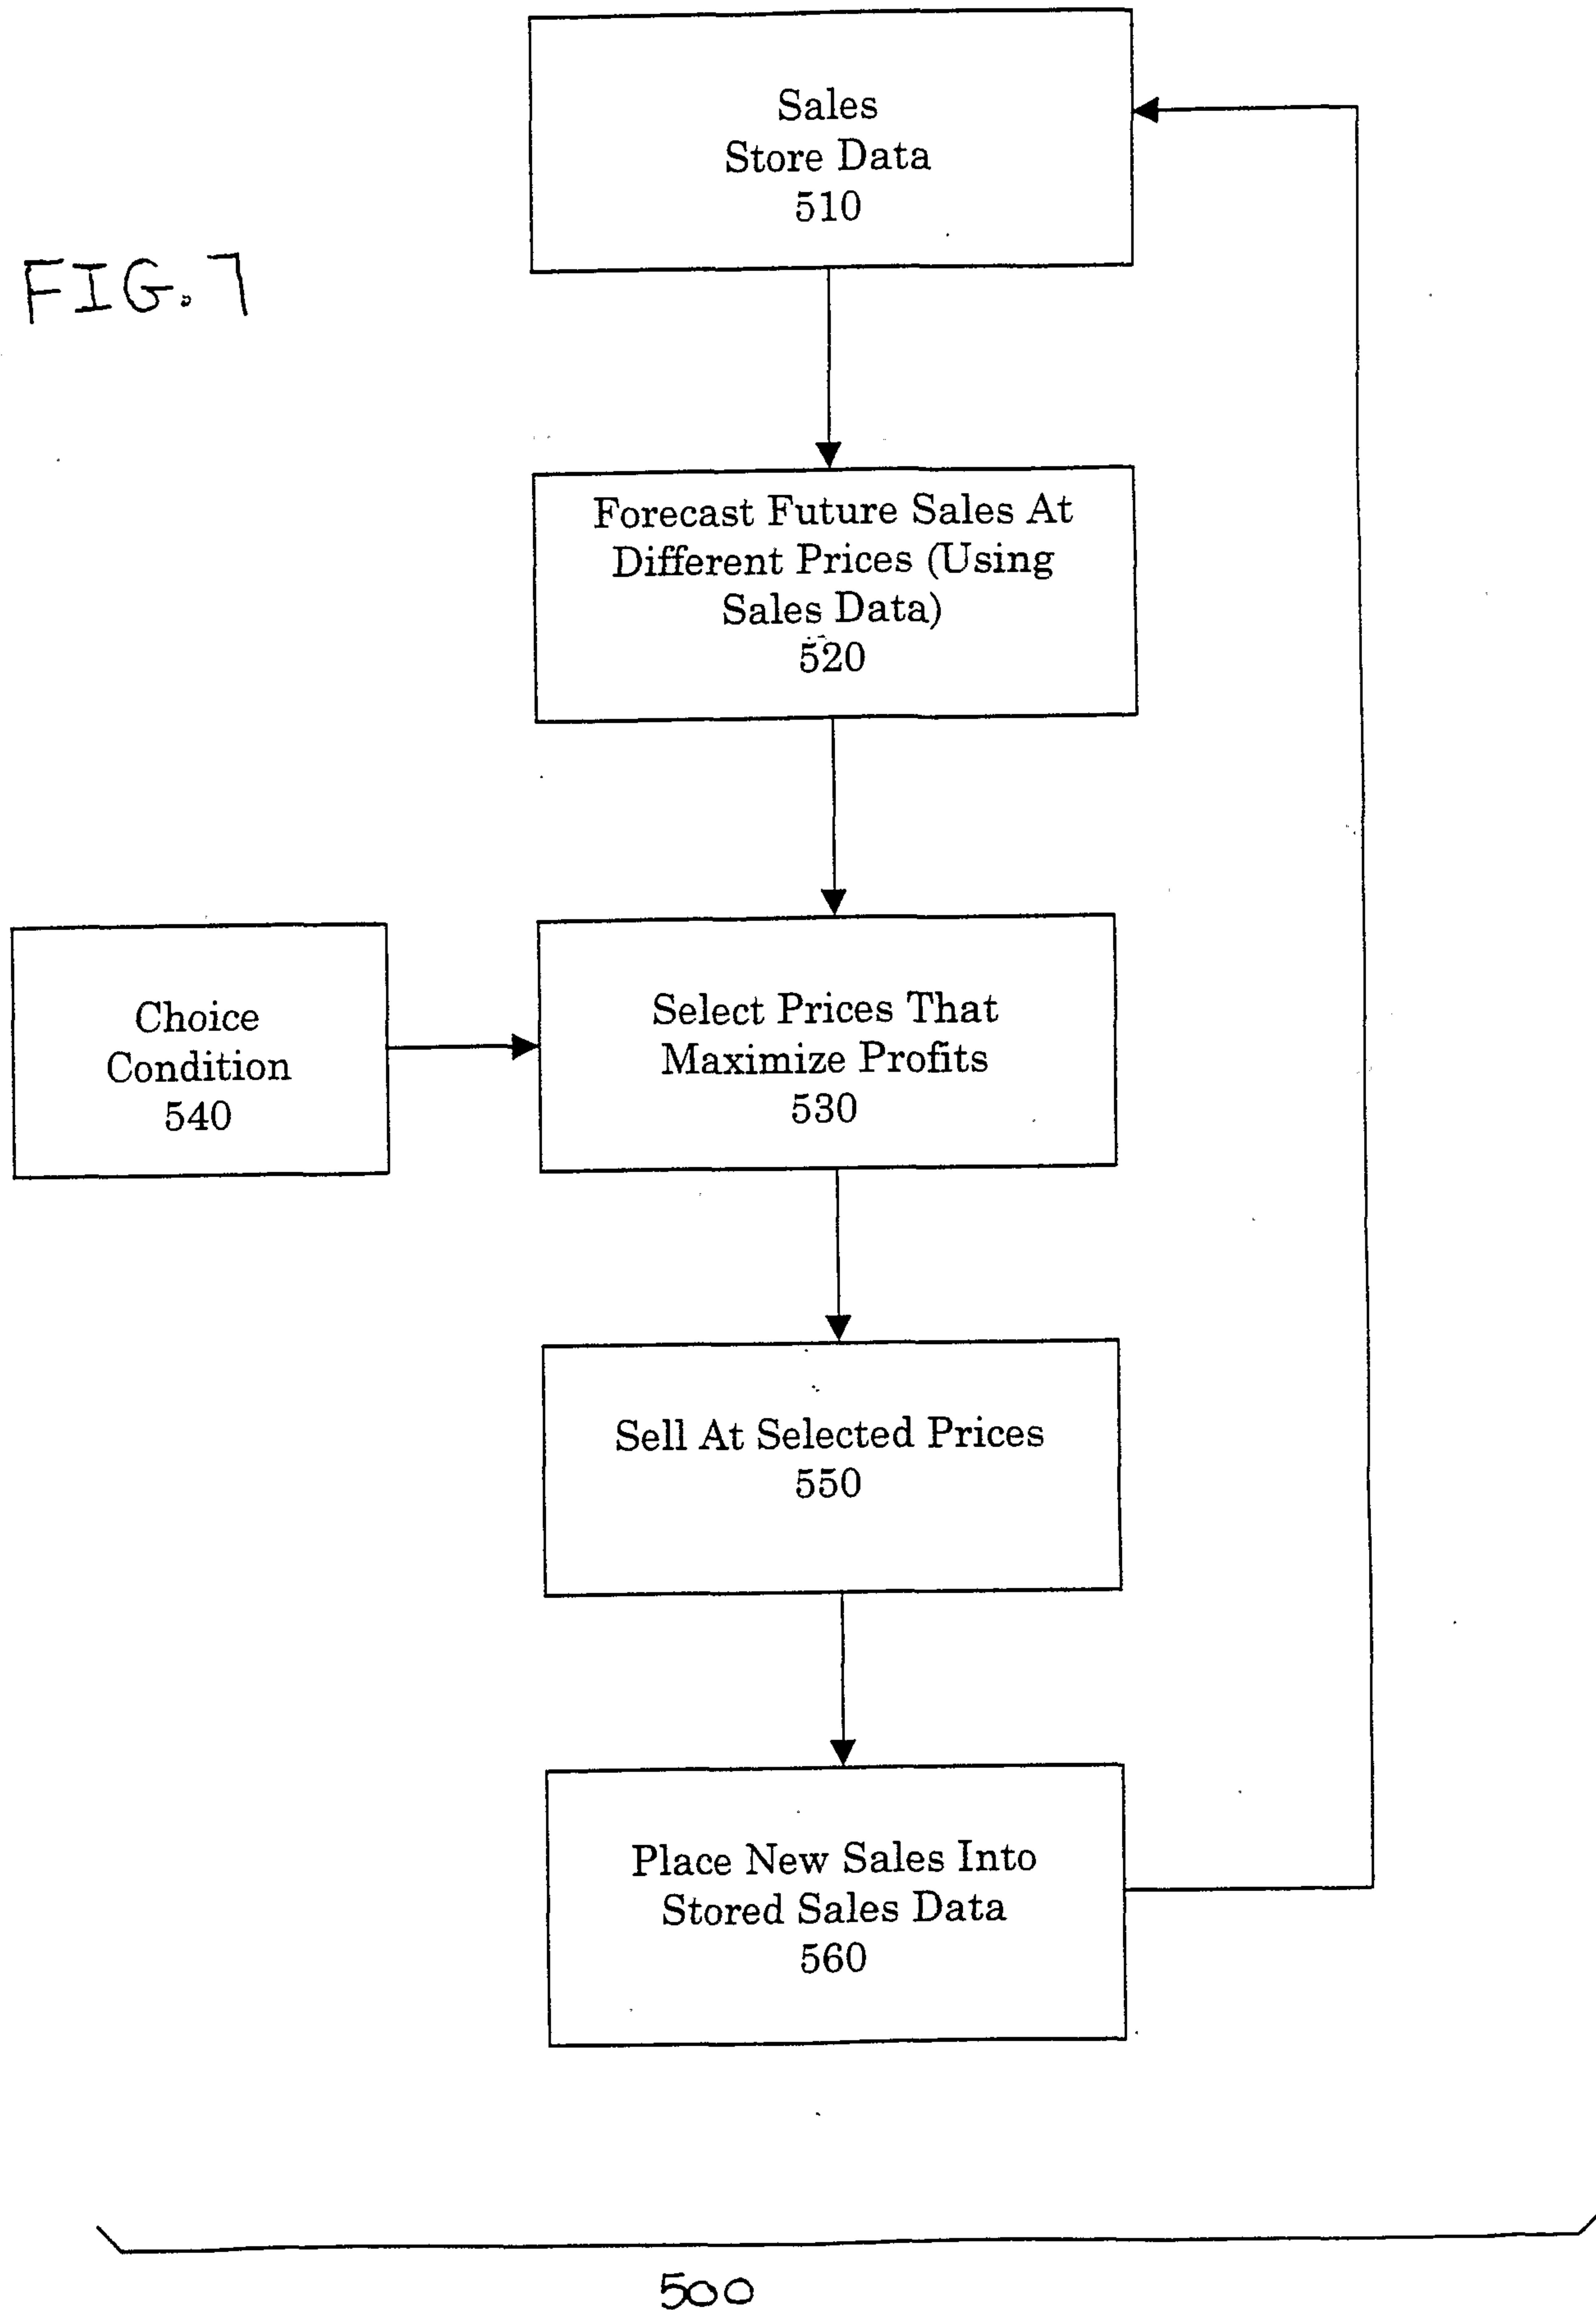 Sales
Store Data
510
FIG. 7
Forecast Future Sales At
Different Prices (Using
Sales Data)
520
Choice
Condition
540
Select Prices That
Maximize Profits
530
Sell At Selected Prices
550
Place New Sales Into
Stored Sales Data
560
500